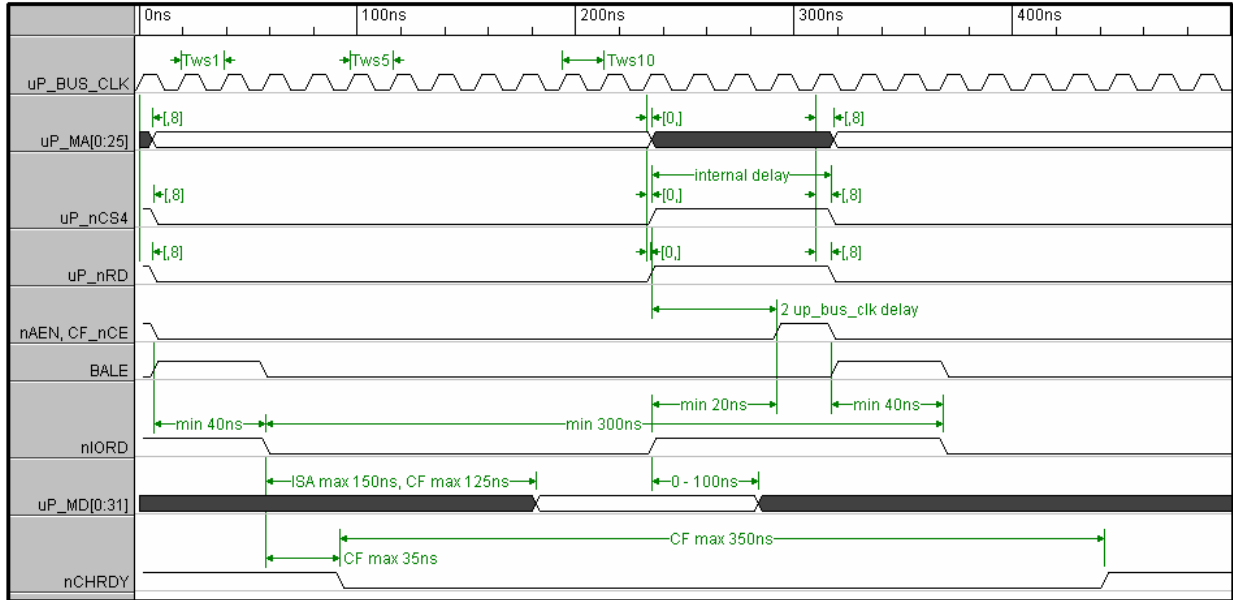 0ns 100ns 200ns 300ns 400ns
Tws1 Tws5 Tws10
uP_BUS_CLK
[,8] [0,] [,8]
uP_MA[0:25]
internal delay
[,8] [0,] [,8]
uP_nCS4
[,8] [0,] [,8]
uP_nRD
2 up_bus_clk delay
nAEN, CF_nCE
BALE
min 20ns min 40ns
min 40ns min 300ns
nIORD
ISA max 150ns, CF max 125ns 0 - 100ns
uP_MD[0:31]
CF max 350ns
CF max 35ns
nCHRDY